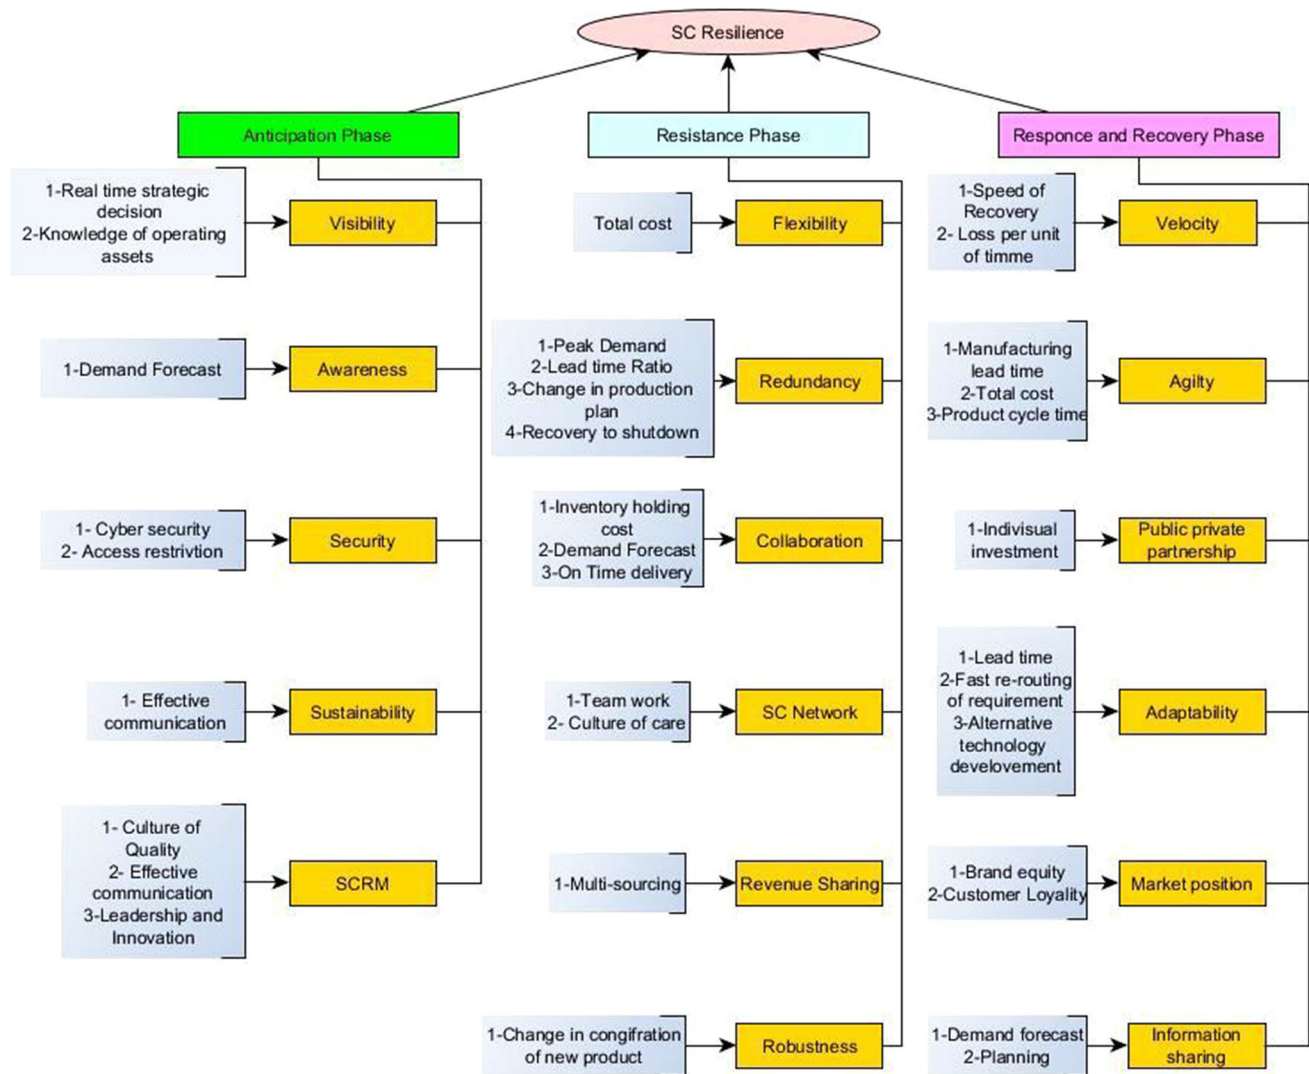 SC Resilience
Anticipation Phase
Resistance Phase
Responce and Recovery Phase
1-Real time strategic
decision
2-Knowledge of operating
assets
Visibility
1-Demand Forecast
Awareness
1- Cyber security
2- Access restrivtion
Security
1- Effective
communication
Sustainability
1- Culture of
Quality
2- Effective
communication
3-Leadership and
Innovation
SCRM
Total cost
Flexibility
1-Peak Demand
2-Lead time Ratio
3-Change in production
plan
4-Recovery to shutdown
Redundancy
1-Inventory holding
cost
2-Demand Forecast
3-On Time delivery
Collaboration
1-Team work
2- Culture of care
SC Network
1-Multi-sourcing
Revenue Sharing
1-Change in congifration
of new product
Robustness
1-Speed of
Recovery
2- Loss per unit
of timme
Velocity
1-Manufacturing
lead time
2-Total cost
3-Product cycle time
Agilty
1-Indivisual
investment
Public private
partnership
1-Lead time
2-Fast re-routing
of requirement
3-Alternative
technology
develovement
Adaptability
1-Brand equity
2-Customer Loyality
Market position
1-Demand forecast
2-Planning
Information
sharing